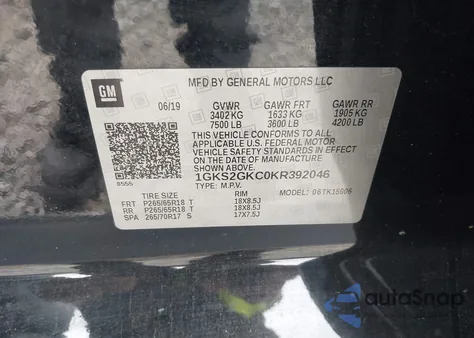 GM
MFD BY GENERAL MOTORS LLC
06/19 GVWR GAWR FRT GAWR RR
3402 KG 1633 KG 1905 KG
7500 LB 3600 LB 4200 LB
THIS VEHICLE CONFORMS TO ALL
APPLICABLE U.S. FEDERAL MOTOR
VEHICLE SAFETY STANDARDS IN EFFECT
ON THE DATE OF MANUFACTURE
SHOWN ABOVE.
1GKS2GKC0KR392046
TYPE: M.P.V. MODEL: 06TK15906
TIRE SIZE RIM
FRT P265/65R18 T 18X8.5J
RR P265/65R18 T 18X8.5J
SPA 265/70R17 S 17X7.5J
autoSnap